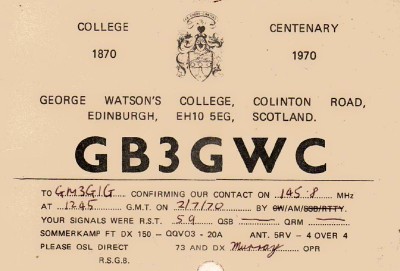 COLLEGE CENTENARY
1870 1970
GEORGE WATSON'S COLLEGE, COLINTON ROAD,
EDINBURGH, EH10 5EG, SCOTLAND.
GB3GWC
TO GM3GIG CONFIRMING OUR CONTACT ON 145.8 MHz
AT 1245 G.M.T. ON 2/7/70 BY CW/AM/SSB/RTTY.
YOUR SIGNALS WERE R.S.T. 59 QSB — QRM —
SOMMERKAMP FT DX 150 - QQVO3 - 20A ANT. 5RV - 4 OVER 4
PLEASE QSL DIRECT 73 AND DX Murray OPR
R.S.G.B.